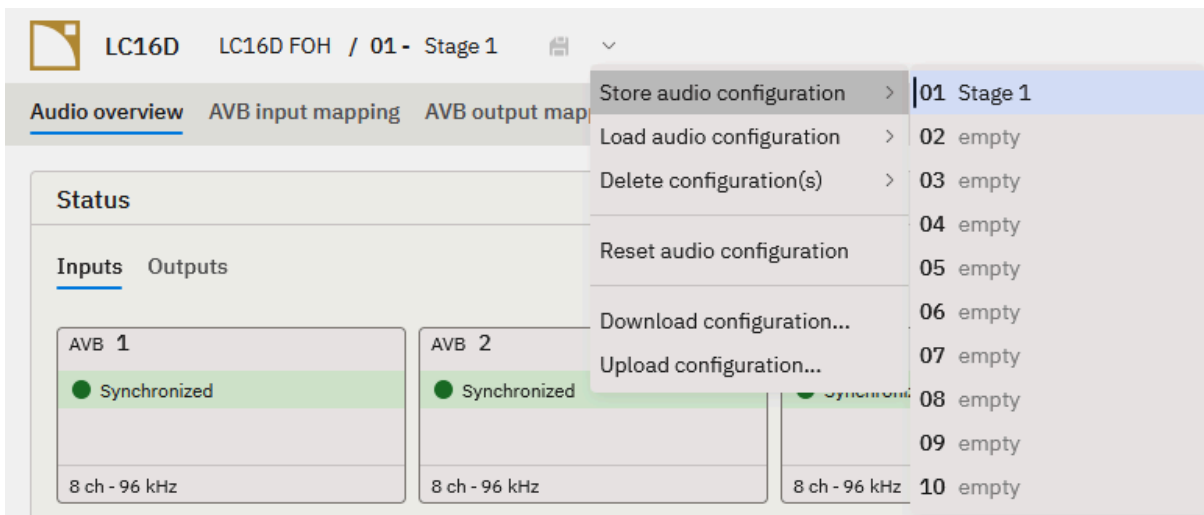 LC16D LC16D FOH / 01 - Stage 1
Audio overview AVB input mapping AVB output map
Store audio configuration
Load audio configuration
Delete configuration(s)
Reset audio configuration
Download configuration...
Upload configuration...
01 Stage 1
02 empty
03 empty
04 empty
05 empty
06 empty
07 empty
08 empty
09 empty
10 empty
Status
Inputs Outputs
AVB 1
Synchronized
8 ch - 96 kHz
AVB 2
Synchronized
8 ch - 96 kHz
Synchroni
8 ch - 96 kHz